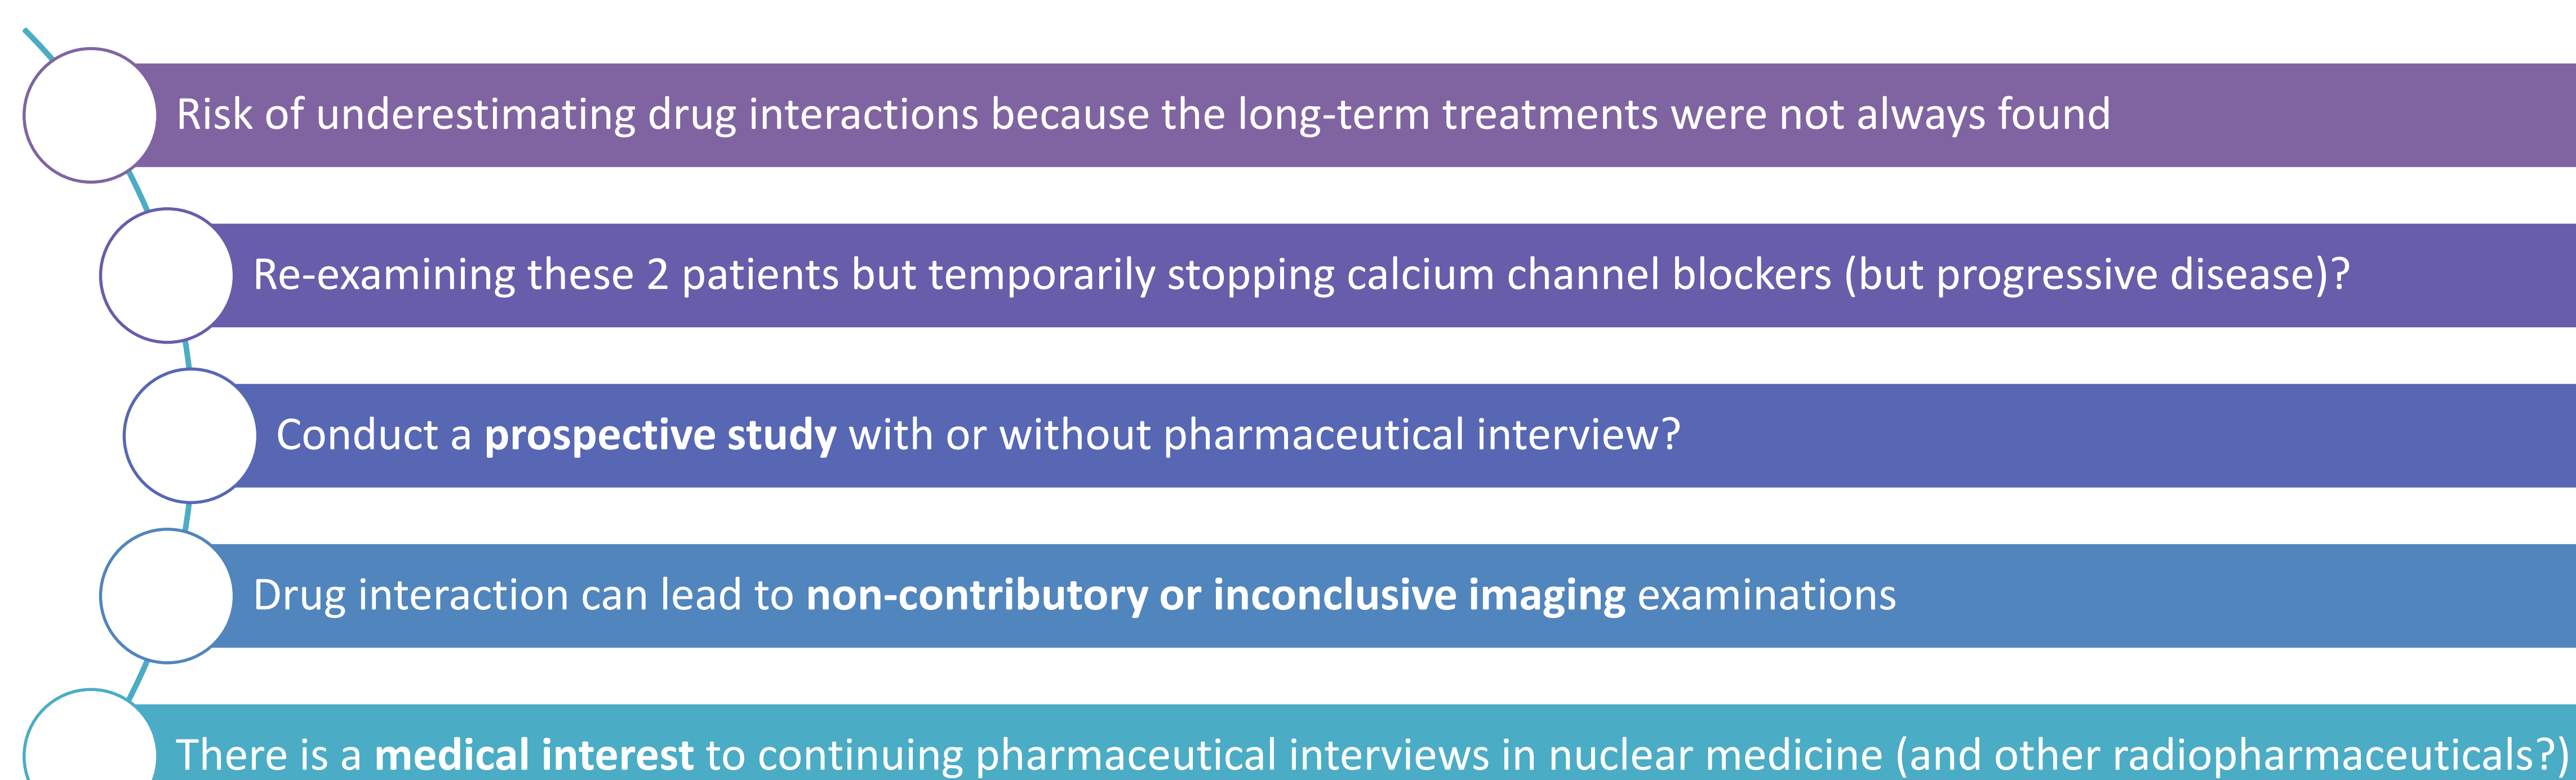 Risk of underestimating drug interactions because the long-term treatments were not always found
Re-examining these 2 patients but temporarily stopping calcium channel blockers (but progressive disease)?
Conduct a prospective study with or without pharmaceutical interview?
Drug interaction can lead to non-contributory or inconclusive imaging examinations
There is a medical interest to continuing pharmaceutical interviews in nuclear medicine (and other radiopharmaceuticals?)